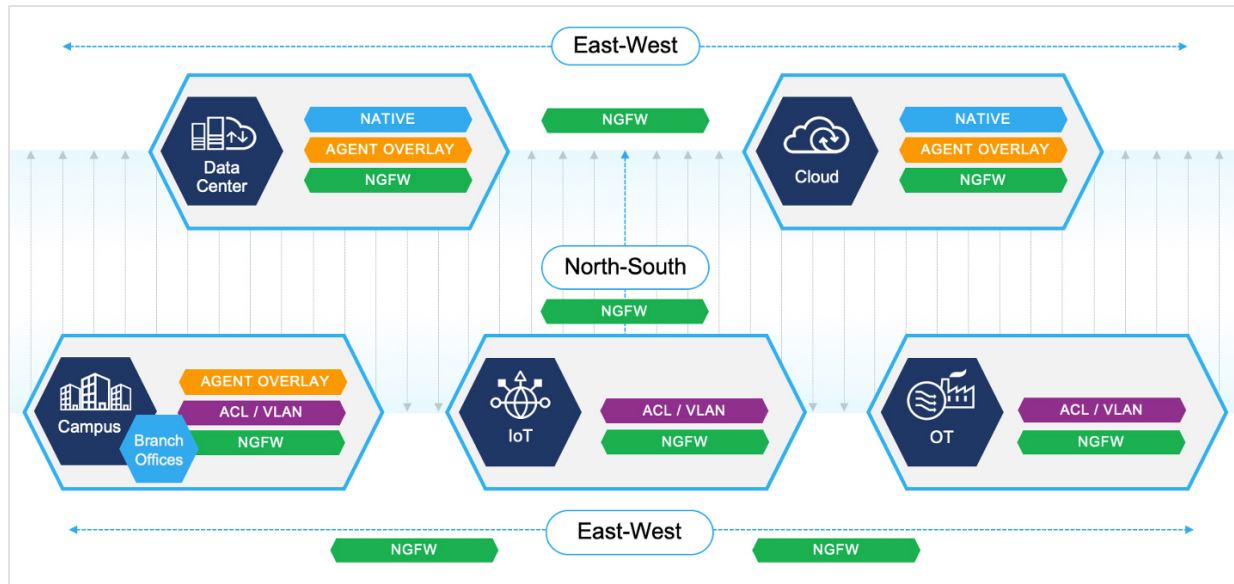 East-West
Data
Center
NATIVE
AGENT OVERLAY
NGFW
NGFW
Cloud
NATIVE
AGENT OVERLAY
NGFW
North-South
NGFW
Campus
Branch
Offices
AGENT OVERLAY
ACL / VLAN
NGFW
IoT
ACL / VLAN
NGFW
OT
ACL / VLAN
NGFW
East-West
NGFW
NGFW